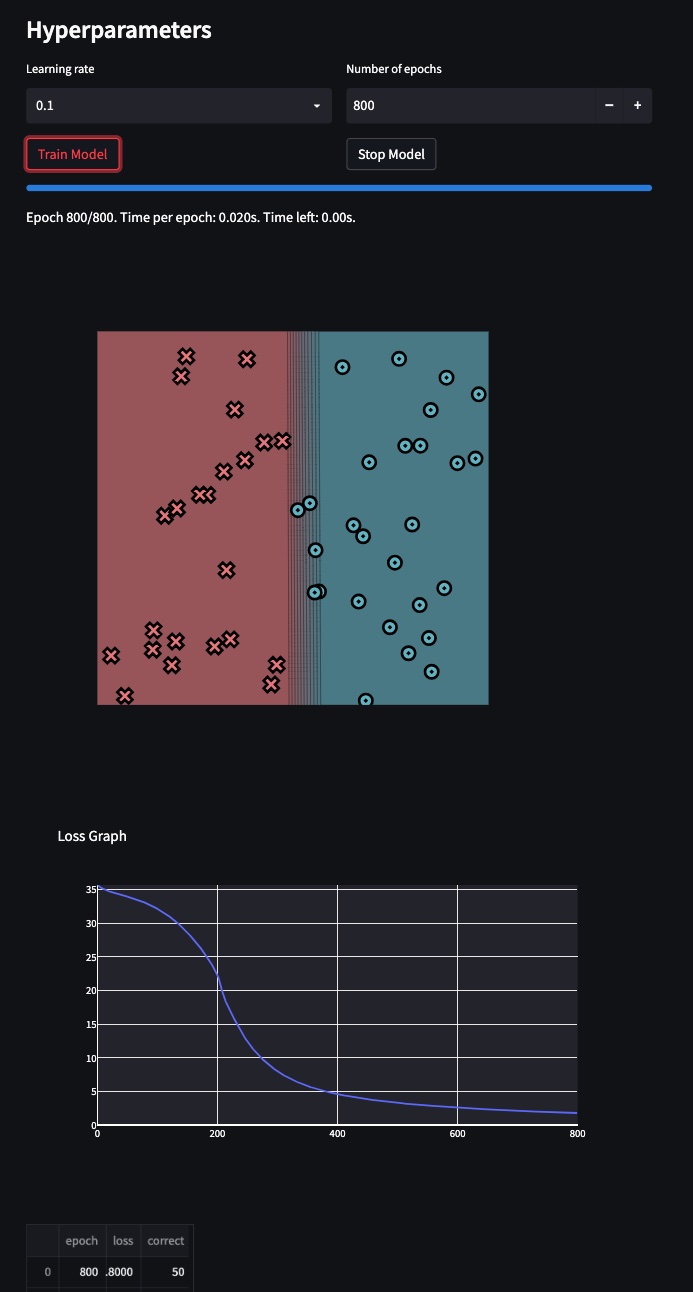 Hyperparameters
Learning rate
Number of epochs
0.1
800
−
+
Train Model
Stop Model
Epoch 800/800. Time per epoch: 0.020s. Time left: 0.00s.
Loss Graph
35
30
25
20
15
10
5
0
0 200 400 600 800
epoch loss correct
0 800 .8000 50